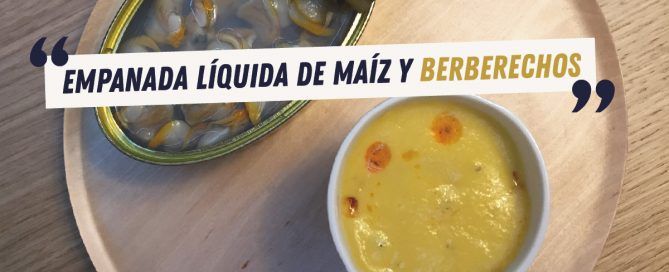 “EMPANADA LÍQUIDA DE MAÍZ Y BERBERECHOS”